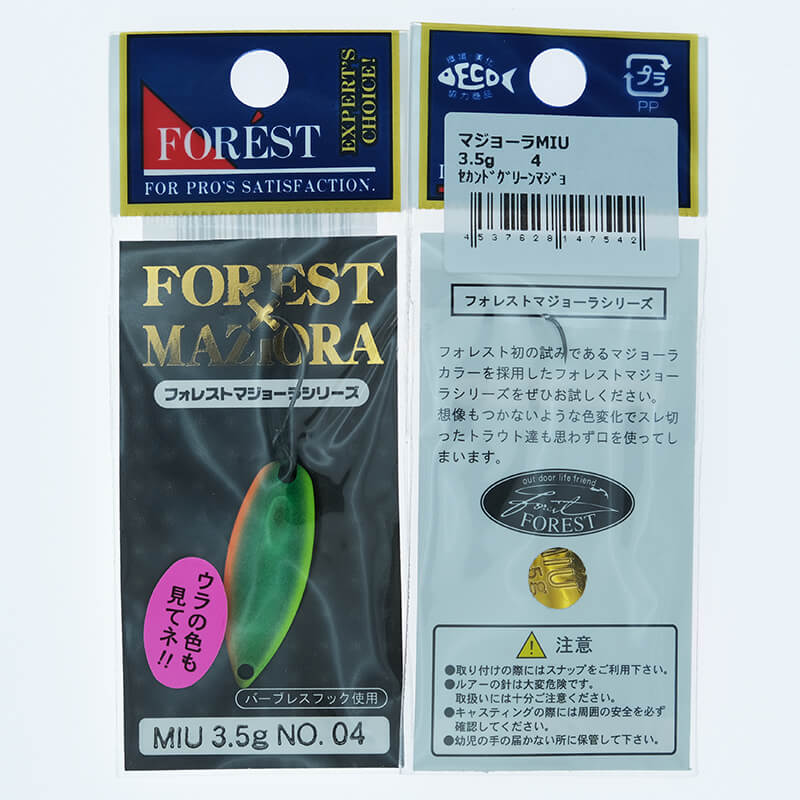 FORÉST
FOR PRO'S SATISFACTION.
EXPERT'S
CHOICE!
FOREST
×
MAZIORA
フォレストマジョーラシリーズ
ウラの色も
見てネ!!
バーブレスフック使用
MIU 3.5g NO. 04
環境・美化
ECO
協力商品
プラ
PP
マジョーラMIU
3.5g 4
ｾｶﾝﾄﾞｸﾞﾘｰﾝﾏｼﾞｮ
4537628147542
フォレストマジョーラシリーズ
フォレスト初の試みであるマジョーラ
カラーを採用したフォレストマジョー
ラシリーズをぜひお試しください。
想像もつかないような色変化でスレ切
ったトラウト達も思わず口を使ってし
まいます。
out door life friend
forest
FOREST
MIU
注意
●取り付けの際にはスナップをご利用下さい。
●ルアーの針は大変危険です。
取扱いには十分ご注意ください。
●キャスティングの際には周囲の安全を必ず
確認してください。
●幼児の手の届かない所に保管して下さい。